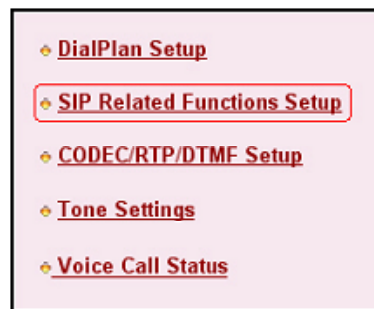 DialPlan Setup
SIP Related Functions Setup
CODEC/RTP/DTMF Setup
Tone Settings
Voice Call Status